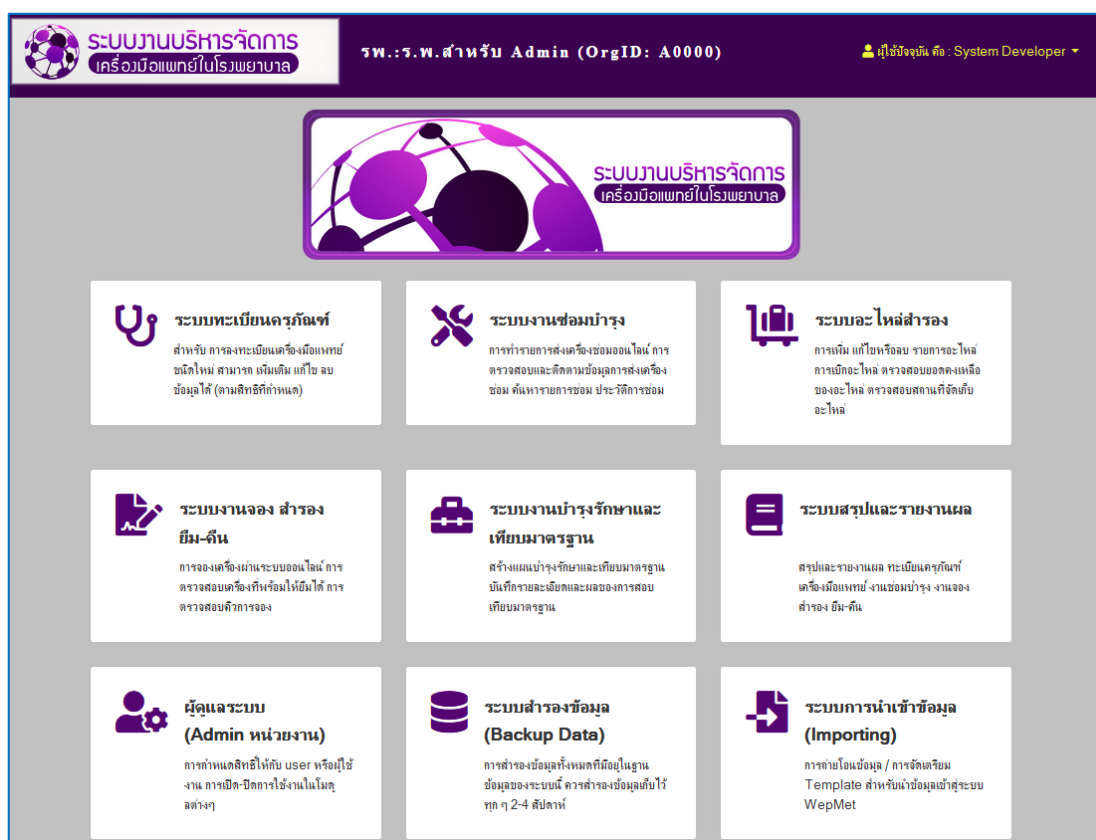 ระบบงานบริหารจัดการ
เครื่องมือแพทย์ในโรงพยาบาล
รพ.:ร.พ.สำหรับ Admin (OrgID: A0000)
ผู้ใช้ปัจจุบัน คือ : System Developer
ระบบงานบริหารจัดการ
เครื่องมือแพทย์ในโรงพยาบาล
ระบบทะเบียนครุภัณฑ์
สำหรับ การลงทะเบียนเครื่องมือแพทย์
ชนิดใหม่ สามารถ เพิ่มเติม แก้ไข ลบ
ข้อมูลได้ (ตามสิทธิที่กำหนด)
ระบบงานซ่อมบำรุง
การทำรายการส่งเครื่องซ่อมออนไลน์ การ
ตรวจสอบและติดตามข้อมูลการส่งเครื่อง
ซ่อม ค้นหารายการซ่อม ประวัติการซ่อม
ระบบอะไหล่สำรอง
การเพิ่ม แก้ไขหรือลบ รายการอะไหล่
การเบิกอะไหล่ ตรวจสอบยอดคงเหลือ
ของอะไหล่ ตรวจสอบสถานที่จัดเก็บ
อะไหล่
ระบบงานจอง สำรอง
ยืม-คืน
การจองเครื่องผ่านระบบออนไลน์ การ
ตรวจสอบเครื่องที่พร้อมให้ยืมได้ การ
ตรวจสอบคิวการจอง
ระบบงานบำรุงรักษาและ
เทียบมาตรฐาน
สร้างแผนบำรุงรักษาและเทียบมาตรฐาน
บันทึกรายละเอียดและผลของการสอบ
เทียบมาตรฐาน
ระบบสรุปและรายงานผล
สรุปและรายงานผล ทะเบียนครุภัณฑ์
เครื่องมือแพทย์ งานซ่อมบำรุง งานจอง
สำรอง ยืม-คืน
ผู้ดูแลระบบ
(Admin หน่วยงาน)
การกำหนดสิทธิให้กับ user หรือผู้ใช้
งาน การเปิด-ปิดการใช้งานในโมดู
ลต่างๆ
ระบบสำรองข้อมูล
(Backup Data)
การสำรองข้อมูลทั้งหมดที่มีอยู่ในฐาน
ข้อมูลของระบบนี้ ควรสำรองข้อมูลเก็บไว้
ทุก ๆ 2-4 สัปดาห์
ระบบการนำเข้าข้อมูล
(Importing)
การถ่ายโอนข้อมูล / การจัดเตรียม
Template สำหรับนำข้อมูลเข้าสู่ระบบ
WepMet